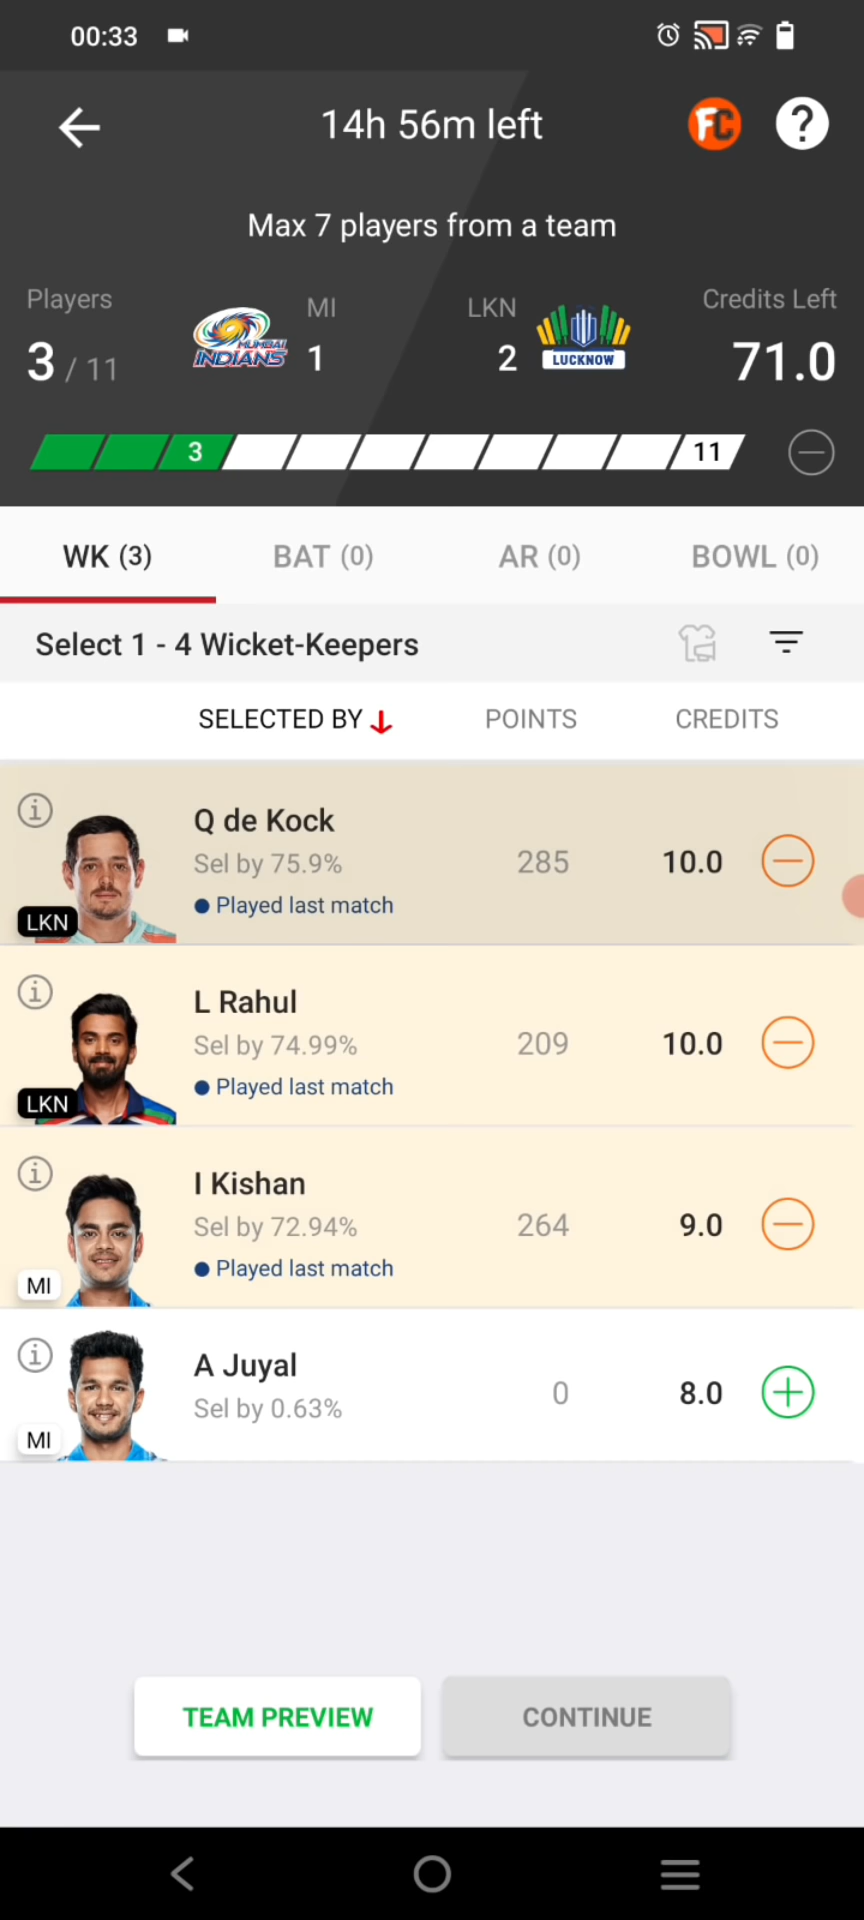 00:33
14h 56m left
FC
?
Max 7 players from a team
Players
MI
LKN
Credits Left
3 / 11
MUMBAI
INDIANS
1
2
LUCKNOW
71.0
3
11
WK (3)
BAT (0)
AR (0)
BOWL (0)
Select 1 - 4 Wicket-Keepers
SELECTED BY
POINTS
CREDITS
Q de Kock
Sel by 75.9%
285
10.0
Played last match
LKN
L Rahul
Sel by 74.99%
209
10.0
Played last match
LKN
I Kishan
Sel by 72.94%
264
9.0
Played last match
MI
A Juyal
Sel by 0.63%
0
8.0
MI
TEAM PREVIEW
CONTINUE